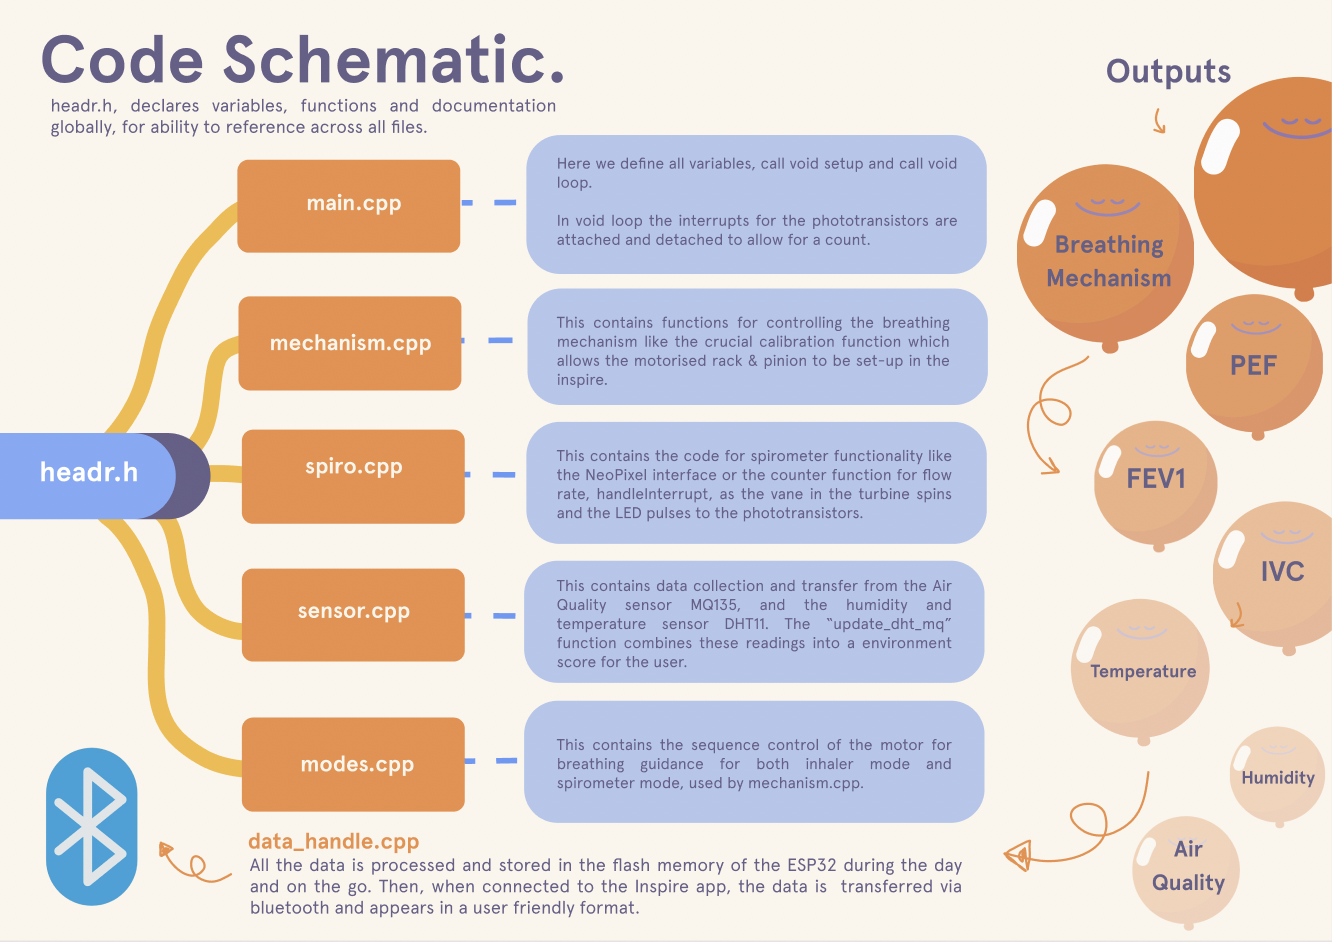 Code Schematic.
headr.h, declares variables, functions and documentation
globally, for ability to reference across all files.
headr.h
main.cpp
Here we define all variables, call void setup and call void
loop.
In void loop the interrupts for the phototransistors are
attached and detached to allow for a count.
mechanism.cpp
This contains functions for controlling the breathing
mechanism like the crucial calibration function which
allows the motorised rack & pinion to be set-up in the
inspire.
spiro.cpp
This contains the code for spirometer functionality like
the NeoPixel interface or the counter function for flow
rate, handleInterrupt, as the vane in the turbine spins
and the LED pulses to the phototransistors.
sensor.cpp
This contains data collection and transfer from the Air
Quality sensor MQ135, and the humidity and
temperature sensor DHT11. The “update_dht_mq”
function combines these readings into a environment
score for the user.
modes.cpp
This contains the sequence control of the motor for
breathing guidance for both inhaler mode and
spirometer mode, used by mechanism.cpp.
data_handle.cpp
All the data is processed and stored in the flash memory of the ESP32 during the day
and on the go. Then, when connected to the Inspire app, the data is transferred via
bluetooth and appears in a user friendly format.
Outputs
Breathing
Mechanism
PEF
FEV1
IVC
Temperature
Humidity
Air
Quality